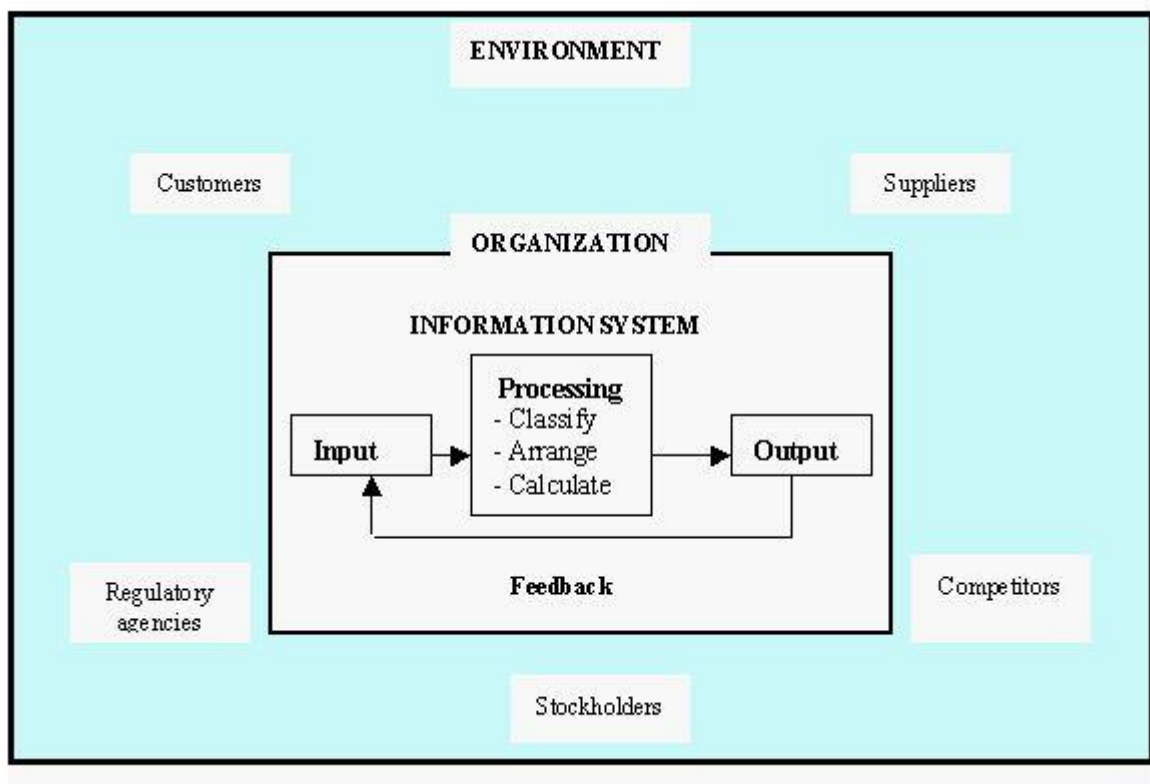 ENVIRONMENT
Customers
Suppliers
ORGANIZATION
INFORMATION SYSTEM
Processing
- Classify
- Arrange
- Calculate
Input
Output
Feedback
Regulatory
agencies
Competitors
Stockholders